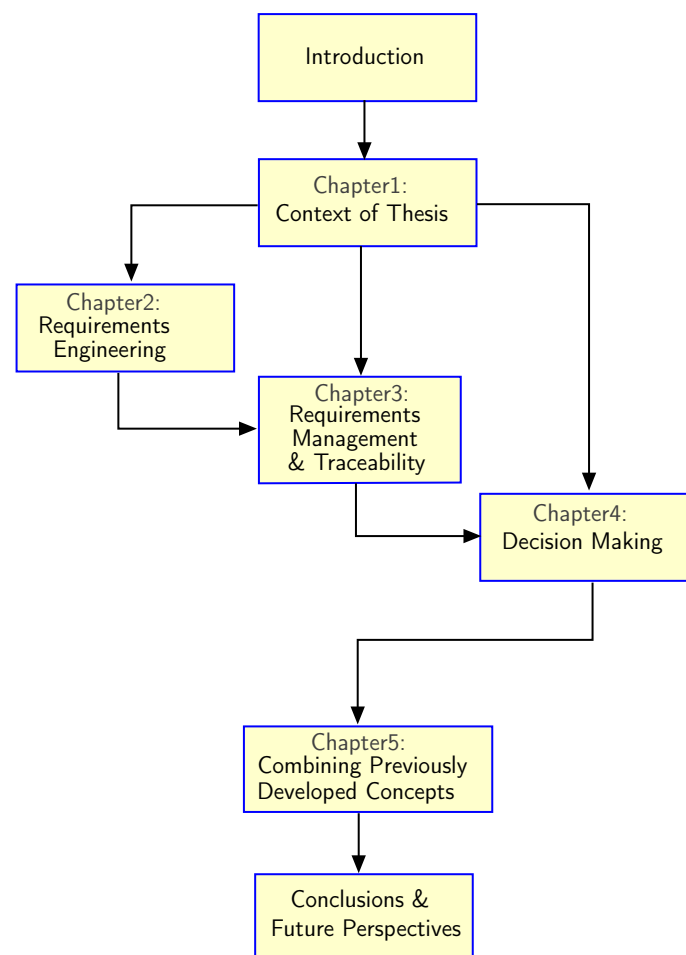 Introduction
Chapter1:
Context of Thesis
Chapter2:
Requirements
Engineering
Chapter3:
Requirements
Management
& Traceability
Chapter4:
Decision Making
Chapter5:
Combining Previously
Developed Concepts
Conclusions &
Future Perspectives